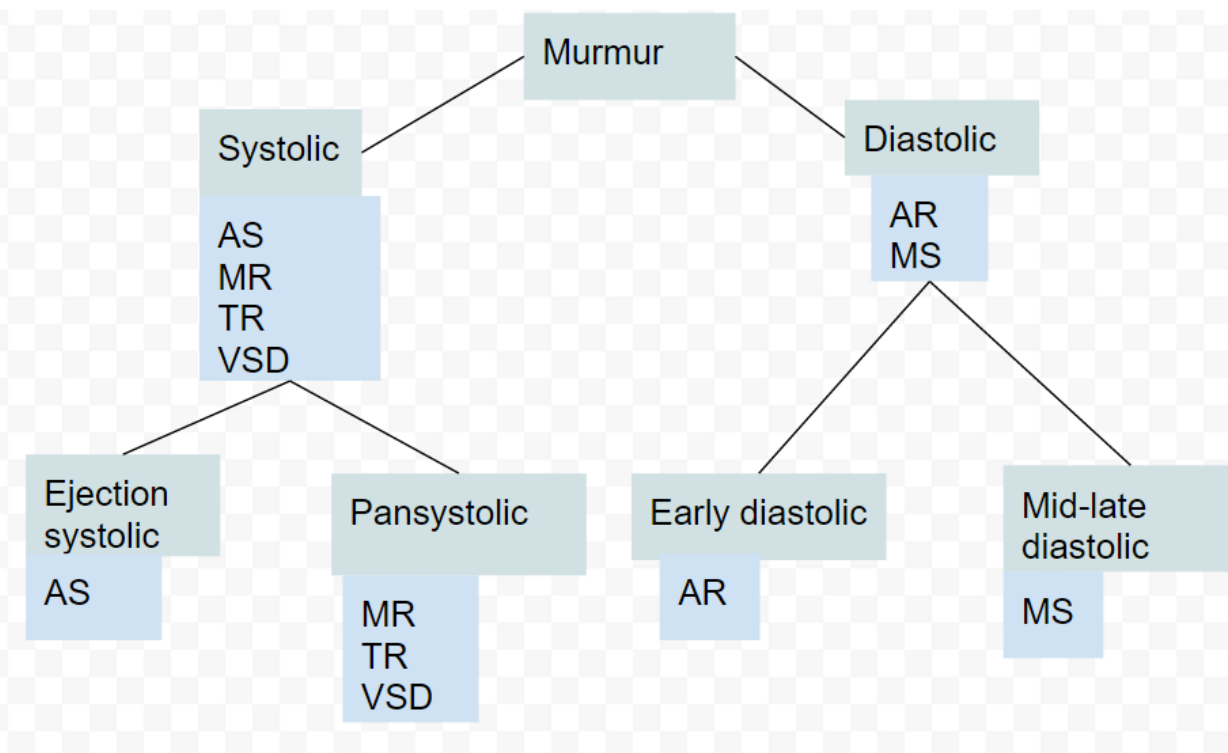 Murmur
Systolic
AS
MR
TR
VSD
Diastolic
AR
MS
Ejection
systolic
AS
Pansystolic
MR
TR
VSD
Early diastolic
AR
Mid-late
diastolic
MS